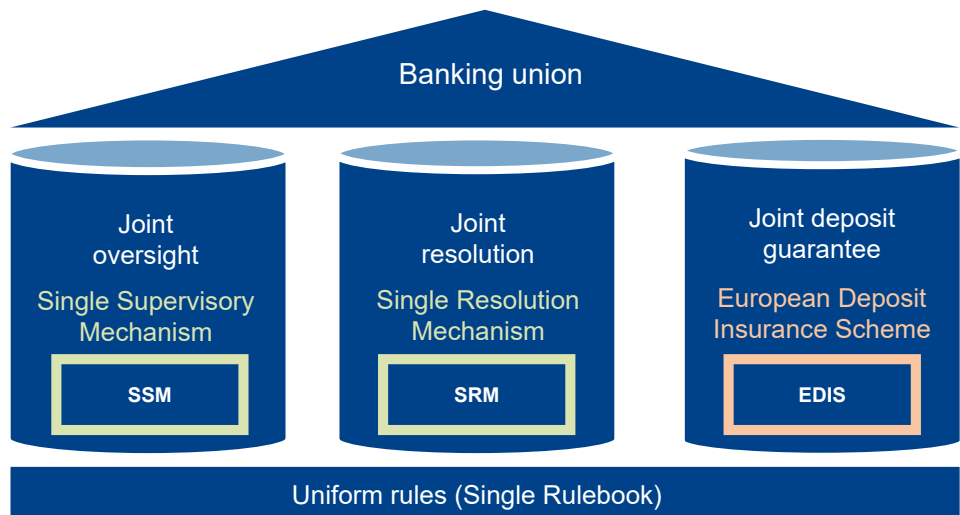 Banking union
Joint
oversight
Single Supervisory
Mechanism
SSM
Joint
resolution
Single Resolution
Mechanism
SRM
Joint deposit
guarantee
European Deposit
Insurance Scheme
EDIS
Uniform rules (Single Rulebook)